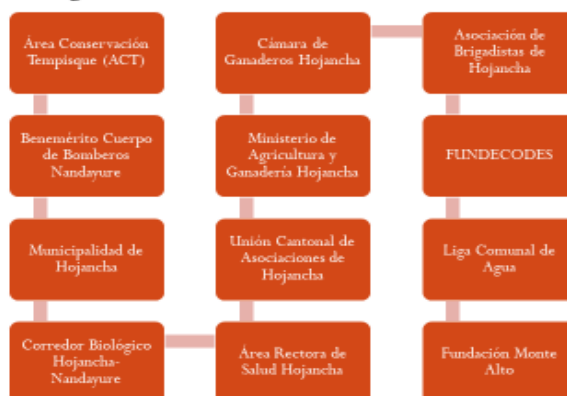 Área Conservación
Tempisque (ACT)
Benemérito Cuerpo
de Bomberos
Nandayure
Municipalidad de
Hojancha
Corredor Biológico
Hojancha-
Nandayure
Área Rectora de
Salud Hojancha
Unión Cantonal de
Asociaciones de
Hojancha
Ministerio de
Agricultura y
Ganadería Hojancha
Cámara de
Ganaderos Hojancha
Asociación de
Brigadistas de
Hojancha
FUNDECODES
Liga Comunal de
Agua
Fundación Monte
Alto